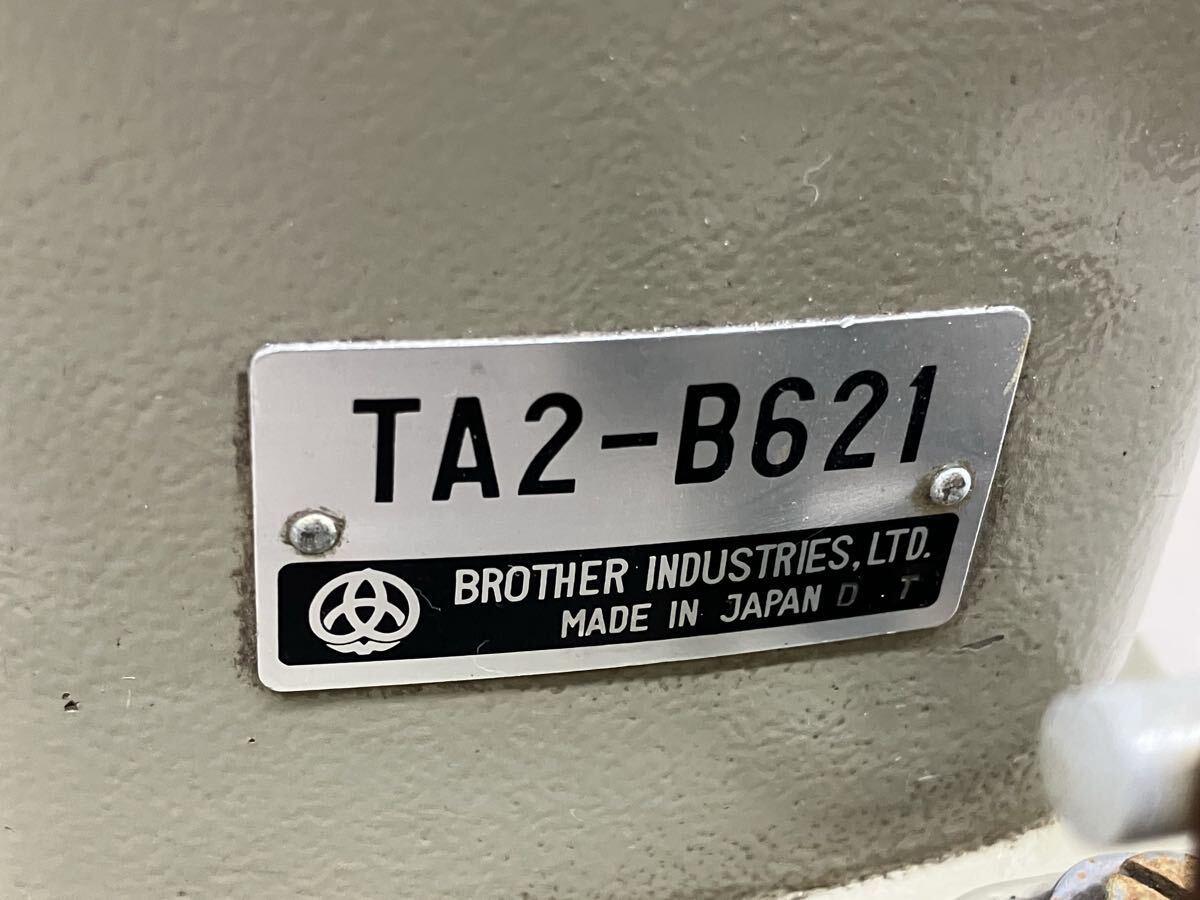 TA2-B621
BROTHER INDUSTRIES, LTD.
MADE IN JAPAN D T